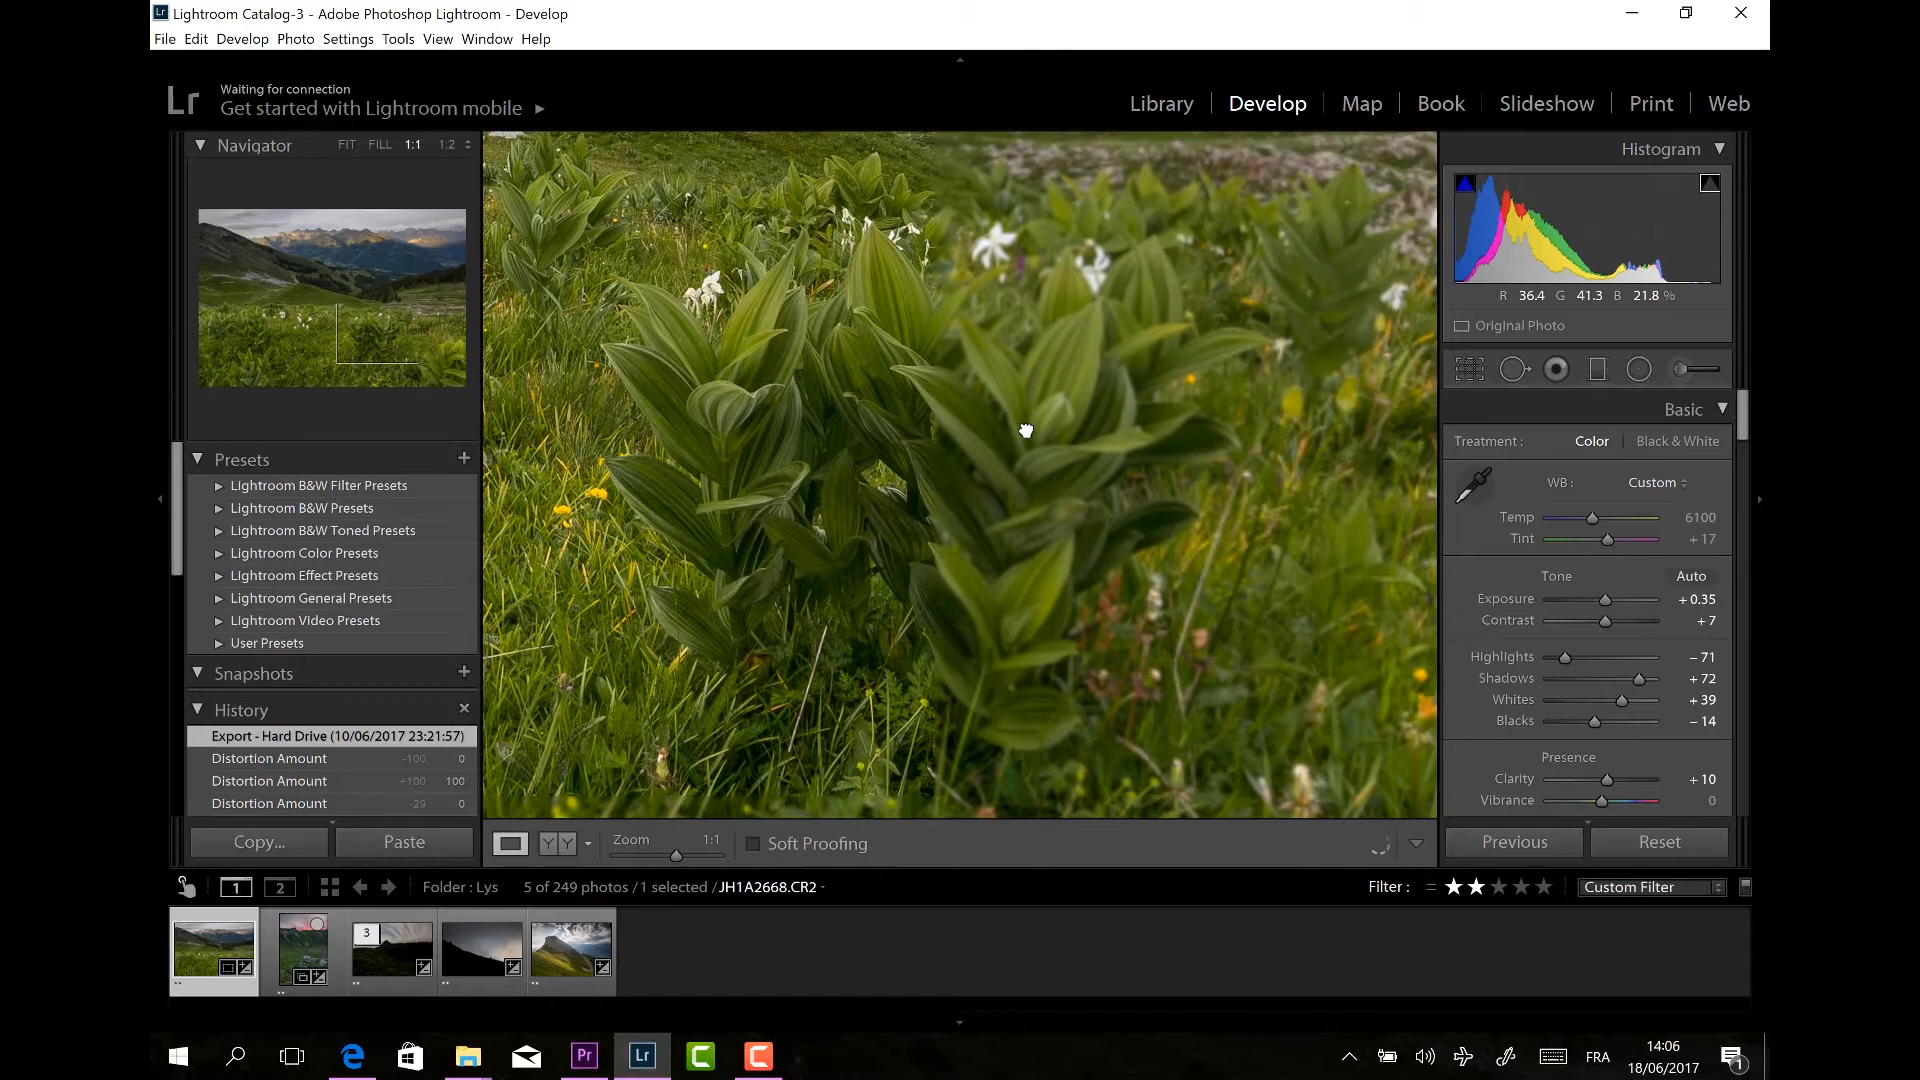 Lr Lightroom Catalog-3 - Adobe Photoshop Lightroom - Develop
File Edit Develop Photo Settings Tools View Window Help
Lr Waiting for connection
Get started with Lightroom mobile ▶
Library | Develop | Map | Book | Slideshow | Print | Web
Navigator FIT FILL 1:1 1:2
Histogram
R 36.4 G 41.3 B 21.8 %
Original Photo
Basic
Treatment : Color | Black & White
WB : Custom
Temp 6100
Tint + 17
Tone Auto
Exposure + 0.35
Contrast + 7
Highlights – 71
Shadows + 72
Whites + 39
Blacks – 14
Presence
Clarity + 10
Vibrance 0
Previous Reset
Presets +
Lightroom B&W Filter Presets
Lightroom B&W Presets
Lightroom B&W Toned Presets
Lightroom Color Presets
Lightroom Effect Presets
Lightroom General Presets
Lightroom Video Presets
User Presets
Snapshots +
History ×
Export - Hard Drive (10/06/2017 23:21:57)
Distortion Amount -100 0
Distortion Amount +100 100
Distortion Amount -29 0
Copy... Paste
Y Y Zoom 1:1 Soft Proofing
1 2 Folder : Lys 5 of 249 photos / 1 selected / JH1A2668.CR2
Filter : = ★★★★★ Custom Filter
3
Pr Lr C C
FRA 14:06
18/06/2017
1